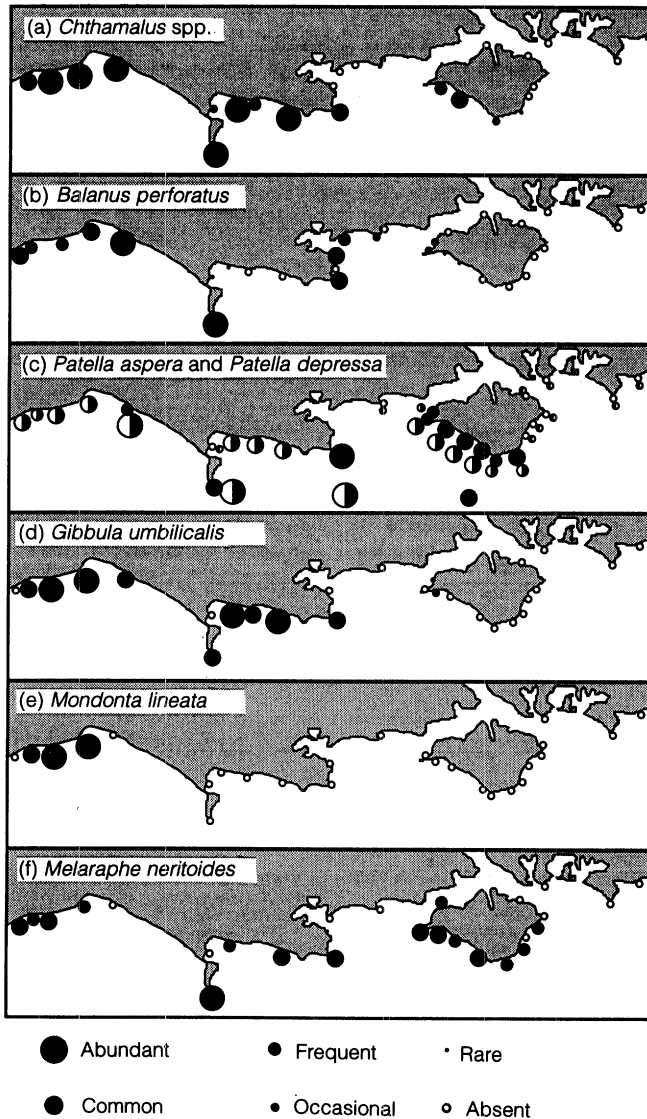 (a) Chthamalus spp.
(b) Balanus perforatus
(c) Patella aspera and Patella depressa
(d) Gibbula umbilicalis
(e) Mondonta lineata
(f) Melaraphe neritoides
Abundant
Frequent
Rare
Common
Occasional
Absent